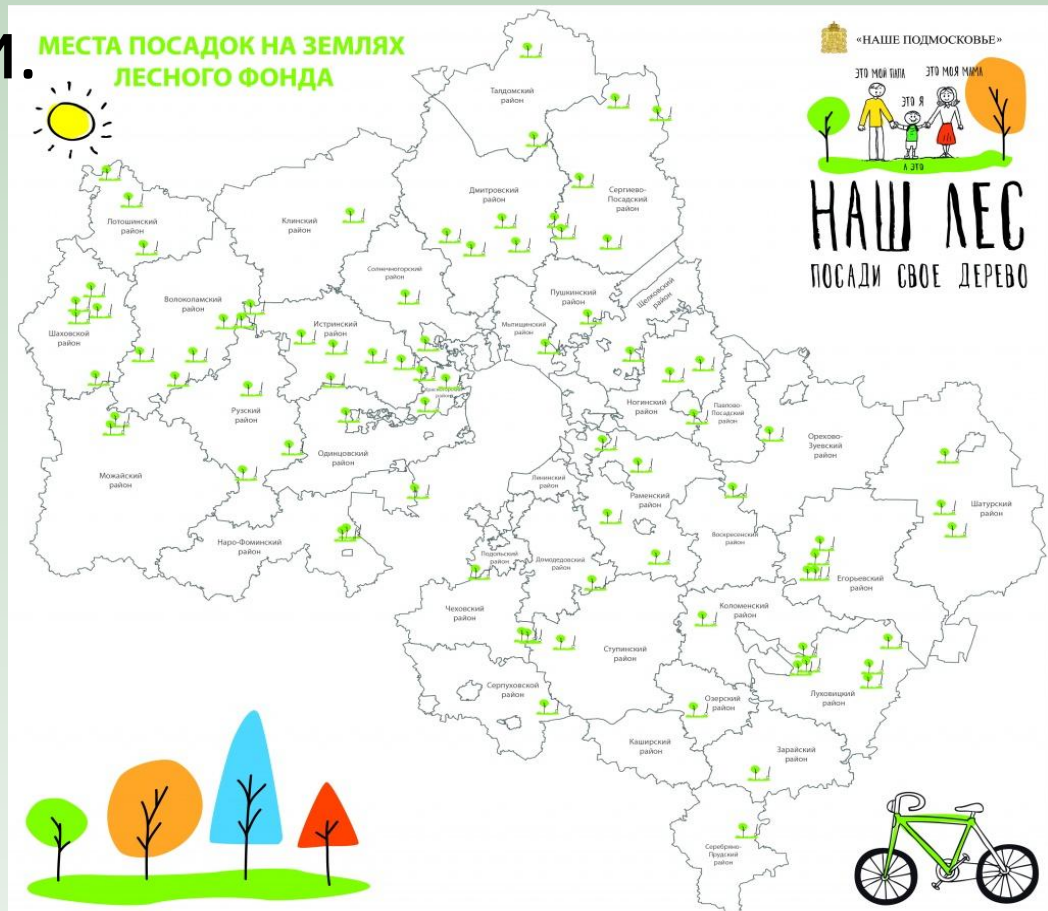 и.
МЕСТА ПОСАДОК НА ЗЕМЛЯХ
ЛЕСНОГО ФОНДА
«НАШЕ ПОДМОСКОВЬЕ»
ЭТО МОЙ ПАПА
ЭТО МОЯ МАМА
ЭТО Я
А ЭТО
НАШ ЛЕС
ПОСАДИ СВОЕ ДЕРЕВО
Талдомский
район
Дмитровский
район
Сергиево-
Посадский
район
Лотошинский
район
Клинский
район
Солнечногорский
район
Пушкинский
район
Щелковский
район
Волоколамский
район
Шаховской
район
Истринский
район
Мытищинский
район
Рузский
район
Ногинский
район
Павлово-
Посадский
район
Орехово-
Зуевский
район
Можайский
район
Одинцовский
район
Ленинский
район
Раменский
район
Шатурский
район
Наро-Фоминский
район
Подольский
район
Домодедовский
район
Воскресенский
район
Егорьевский
район
Чеховский
район
Коломенский
район
Ступинский
район
Серпуховской
район
Озерский
район
Луховицкий
район
Каширский
район
Зарайский
район
Серебряно-
Прудский
район